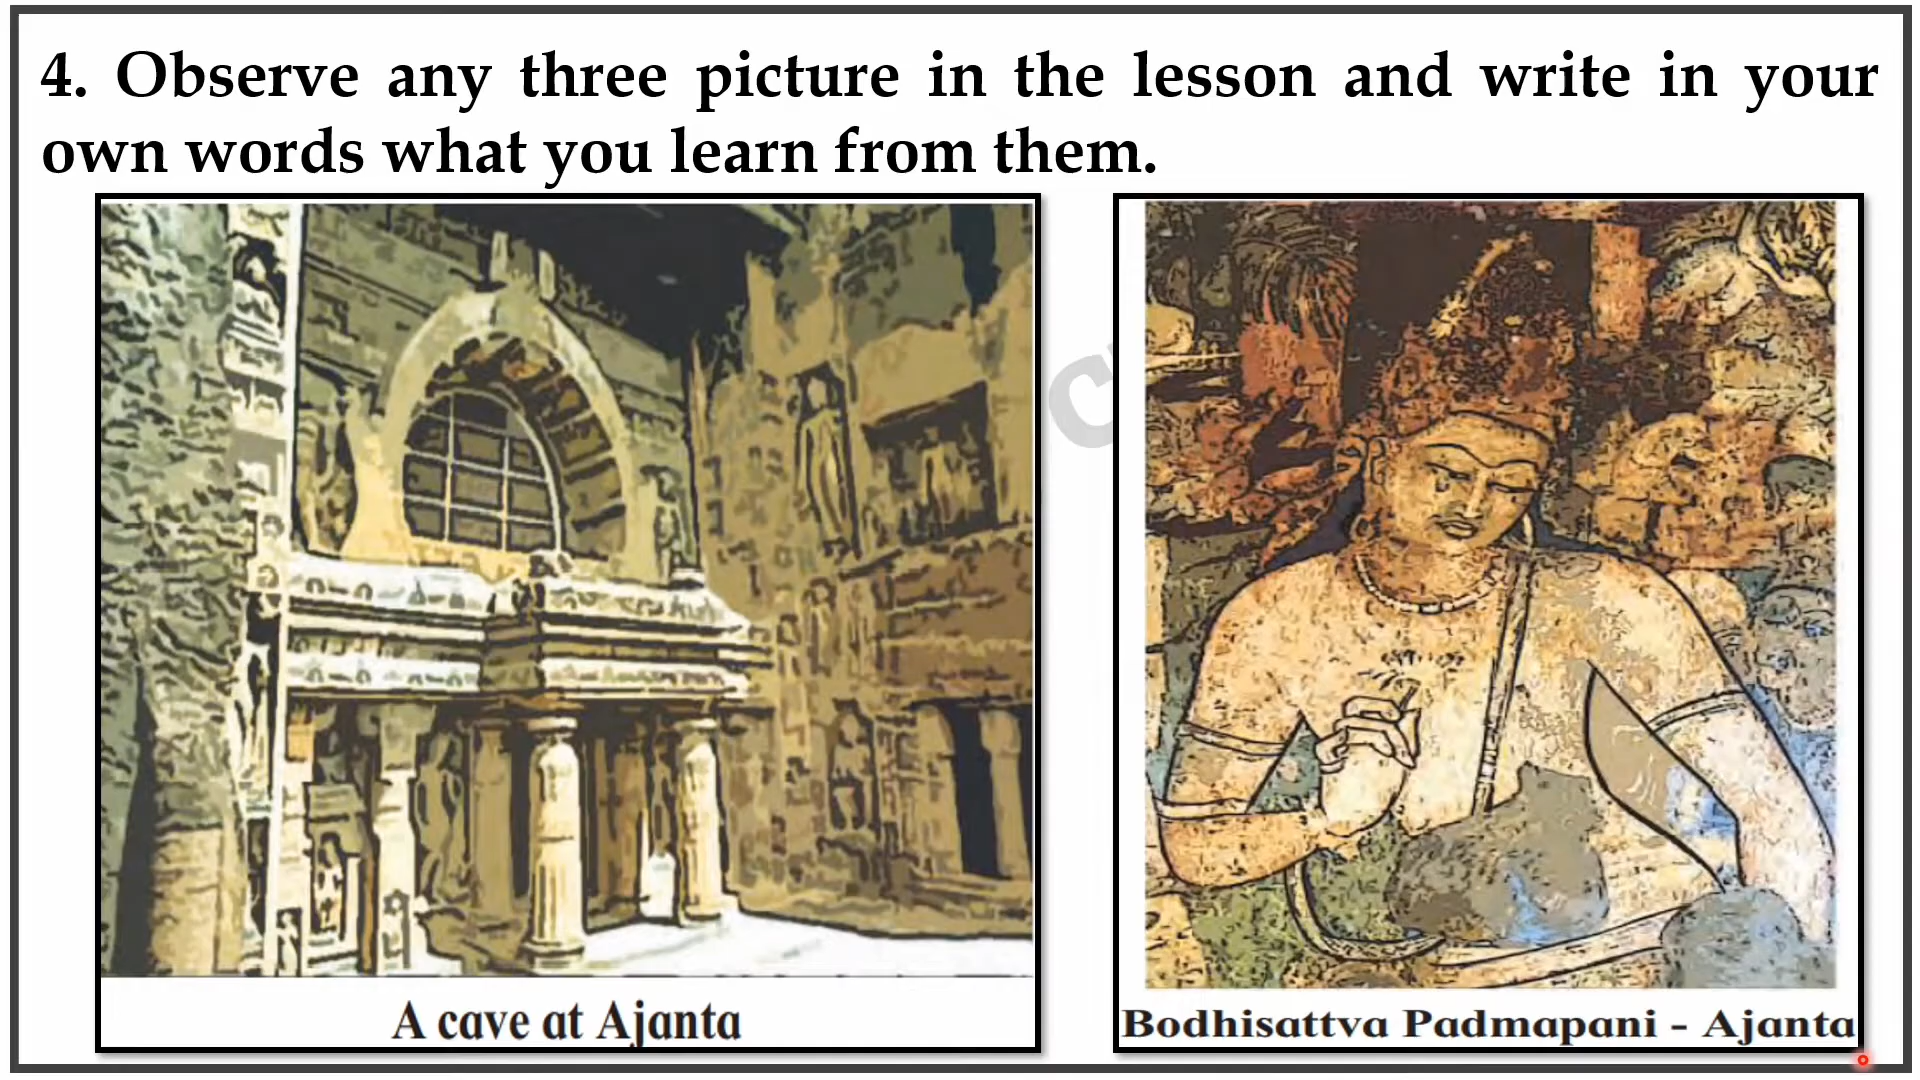 4. Observe any three picture in the lesson and write in your
own words what you learn from them.
A cave at Ajanta
Bodhisattva Padmapani - Ajanta